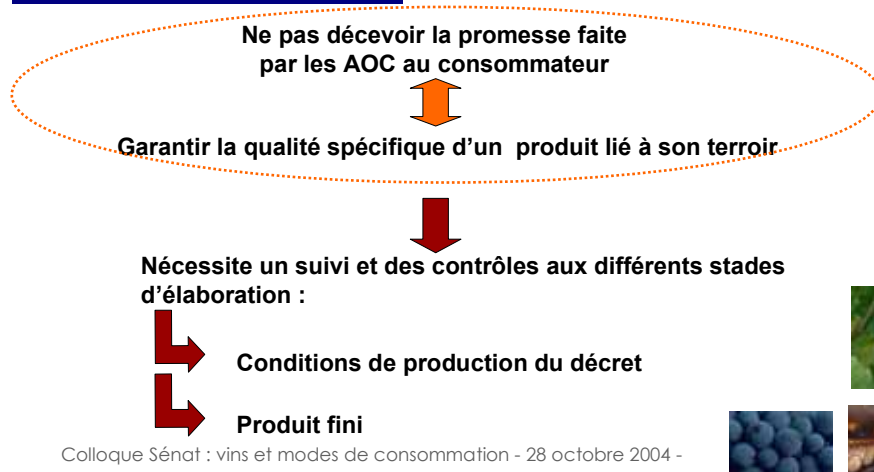 Ne pas décevoir la promesse faite
par les AOC au consommateur
Garantir la qualité spécifique d'un produit lié à son terroir
Nécessite un suivi et des contrôles aux différents stades
d'élaboration :
Conditions de production du décret
Produit fini
Colloque Sénat : vins et modes de consommation - 28 octobre 2004 -